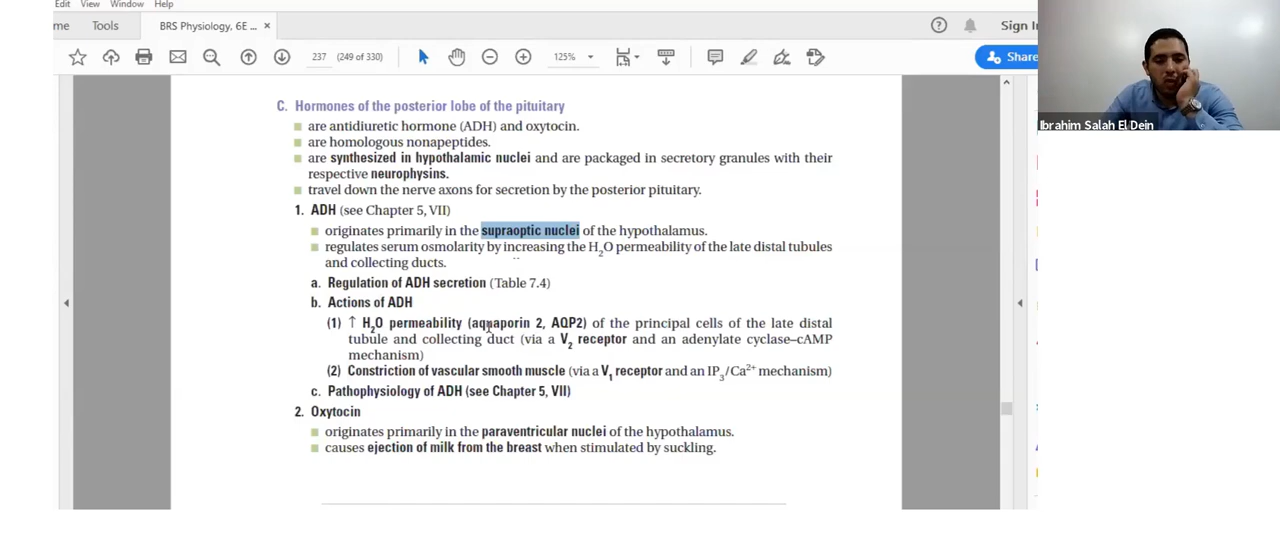 Edit View Window Help
me Tools BRS Physiology, 6E ... × Sign In
237 (249 of 330) 125% Share
C. Hormones of the posterior lobe of the pituitary
■ are antidiuretic hormone (ADH) and oxytocin.
■ are homologous nonapeptides.
■ are synthesized in hypothalamic nuclei and are packaged in secretory granules with their
respective neurophysins.
■ travel down the nerve axons for secretion by the posterior pituitary.
1. ADH (see Chapter 5, VII)
■ originates primarily in the supraoptic nuclei of the hypothalamus.
■ regulates serum osmolarity by increasing the H₂O permeability of the late distal tubules
and collecting ducts.
a. Regulation of ADH secretion (Table 7.4)
b. Actions of ADH
(1) ↑ H₂O permeability (aquaporin 2, AQP2) of the principal cells of the late distal
tubule and collecting duct (via a V₂ receptor and an adenylate cyclase–cAMP
mechanism)
(2) Constriction of vascular smooth muscle (via a V₁ receptor and an IP₃/Ca²⁺ mechanism)
c. Pathophysiology of ADH (see Chapter 5, VII)
2. Oxytocin
■ originates primarily in the paraventricular nuclei of the hypothalamus.
■ causes ejection of milk from the breast when stimulated by suckling.
Ibrahim Salah El Dein